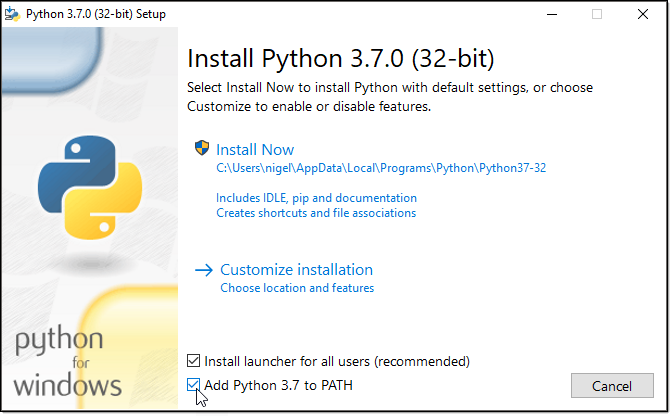 Python 3.7.0 (32-bit) Setup
Install Python 3.7.0 (32-bit)
Select Install Now to install Python with default settings, or choose
Customize to enable or disable features.
Install Now
C:\Users\nigel\AppData\Local\Programs\Python\Python37-32
Includes IDLE, pip and documentation
Creates shortcuts and file associations
Customize installation
Choose location and features
python
for
windows
Install launcher for all users (recommended)
Add Python 3.7 to PATH
Cancel